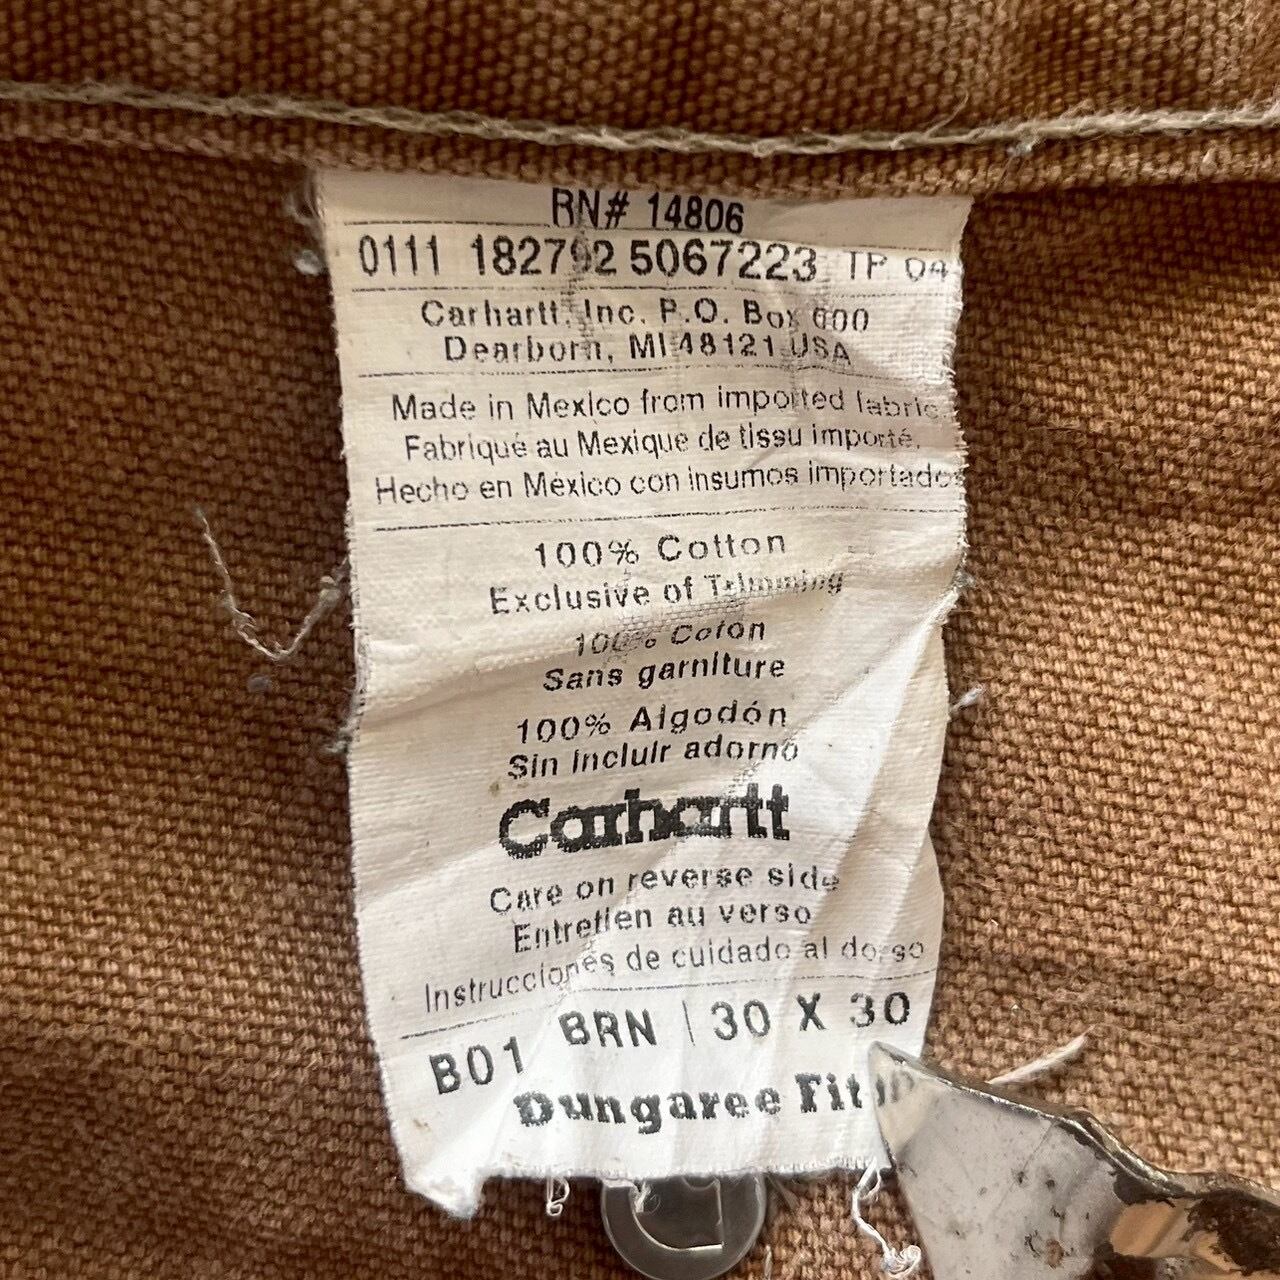 RN# 14806
0111 182792 5067223 TP 04
Carhartt, Inc. P.O. Box 600
Dearborn, MI 48121 USA
Made in Mexico from imported fabric
Fabriqué au Mexique de tissu importé.
Hecho en México con insumos importados
100% Cotton
Exclusive of Trimming
100% Coton
Sans garniture
100% Algodón
Sin incluir adorno
Carhartt
Care on reverse side
Entretien au verso
Instrucciones de cuidado al dorso
B01 BRN | 30 X 30
Dungaree Fit